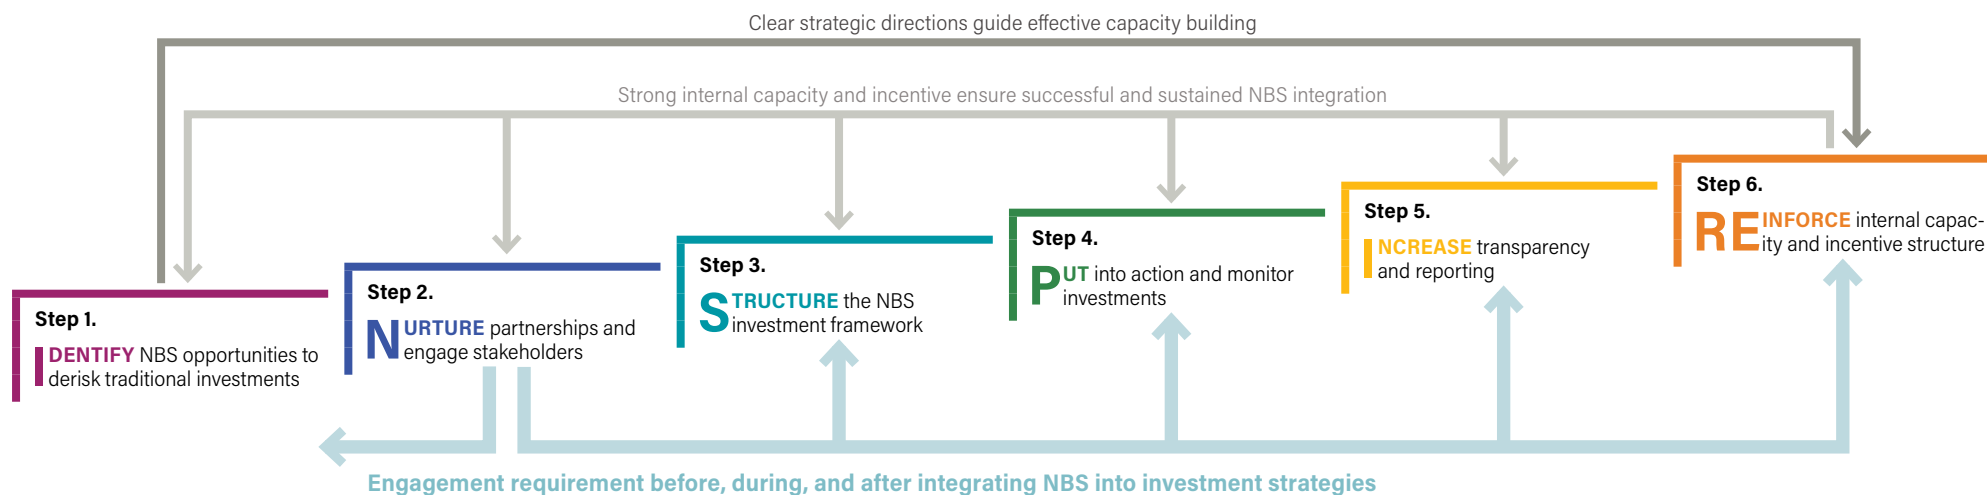 Clear strategic directions guide effective capacity building
Strong internal capacity and incentive ensure successful and sustained NBS integration
Step 1.
IDENTIFY NBS opportunities to
derisk traditional investments
Step 2.
NURTURE partnerships and
engage stakeholders
Step 3.
STRUCTURE the NBS
investment framework
Step 4.
PUT into action and monitor
investments
Step 5.
INCREASE transparency
and reporting
Step 6.
REINFORCE internal capac-
ity and incentive structure
Engagement requirement before, during, and after integrating NBS into investment strategies